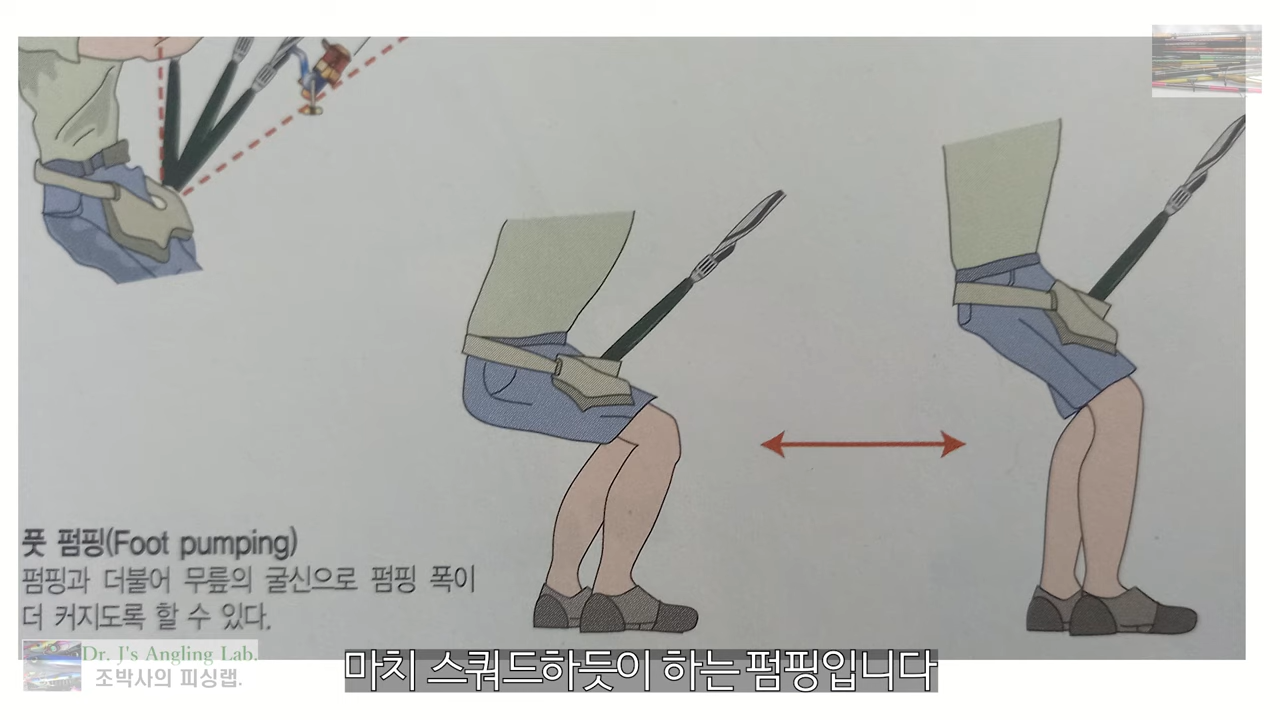 풋 펌핑(Foot pumping)
펌핑과 더불어 무릎의 굴신으로 펌핑 폭이
더 커지도록 할 수 있다.
Dr. J's Angling Lab.
조박사의 피싱랩.
마치 스쿼드하듯이 하는 펌핑입니다